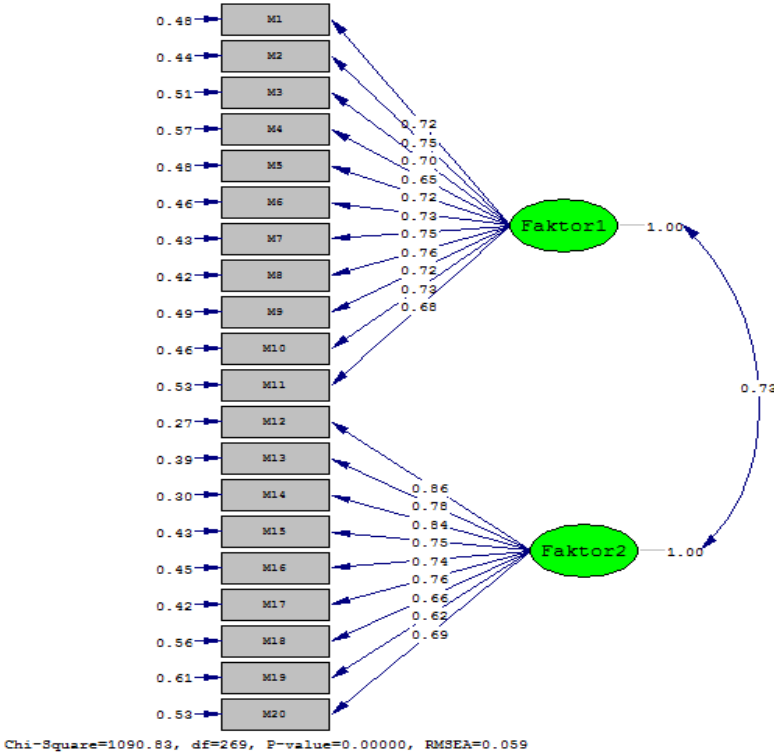 0.48 M1
0.44 M2
0.51 M3
0.57 M4
0.48 M5
0.46 M6
0.43 M7
0.42 M8
0.49 M9
0.46 M10
0.53 M11
0.27 M12
0.39 M13
0.30 M14
0.43 M15
0.45 M16
0.42 M17
0.56 M18
0.61 M19
0.53 M20
0.72
0.75
0.70
0.65
0.72
0.73
0.75
0.76
0.72
0.73
0.68
Faktor1 1.00
0.73
0.86
0.78
0.84
0.75
0.74
0.76
0.66
0.62
0.69
Faktor2 1.00
Chi-Square=1090.83, df=269, P-value=0.00000, RMSEA=0.059